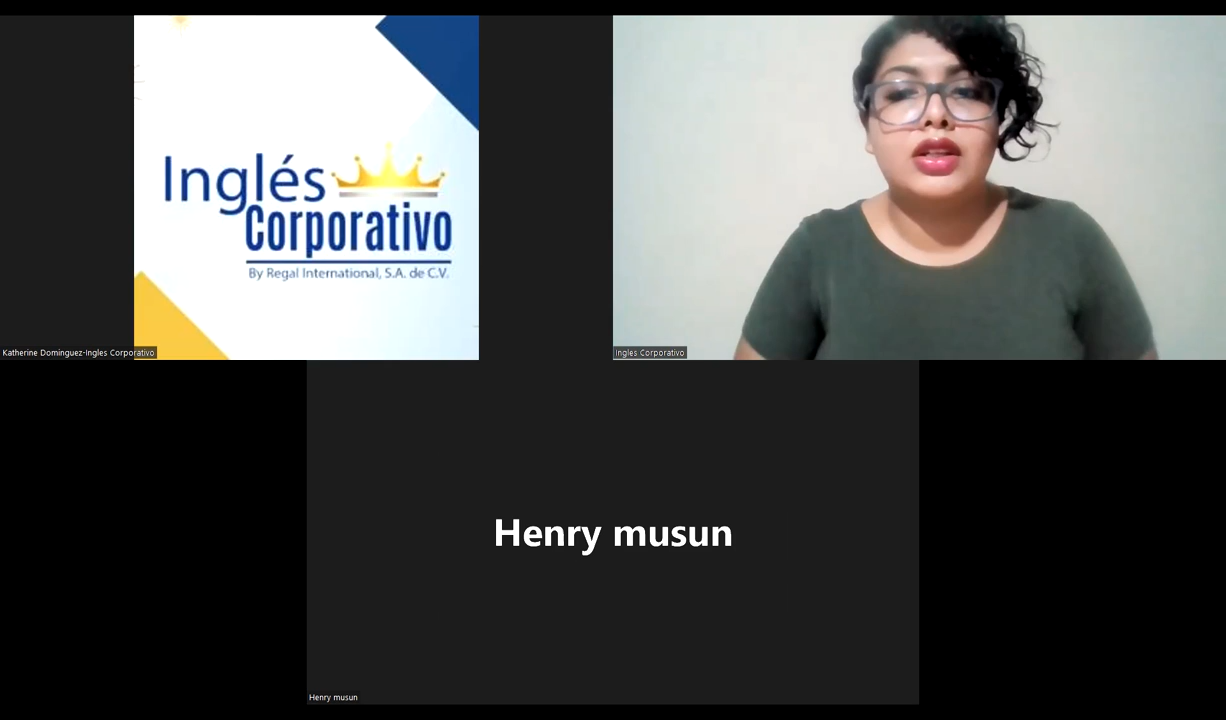 Inglés
Corporativo
By Regal International, S.A. de C.V.
Katherine Dominguez-Ingles Corporativo
Ingles Corporativo
Henry musun
Henry musun